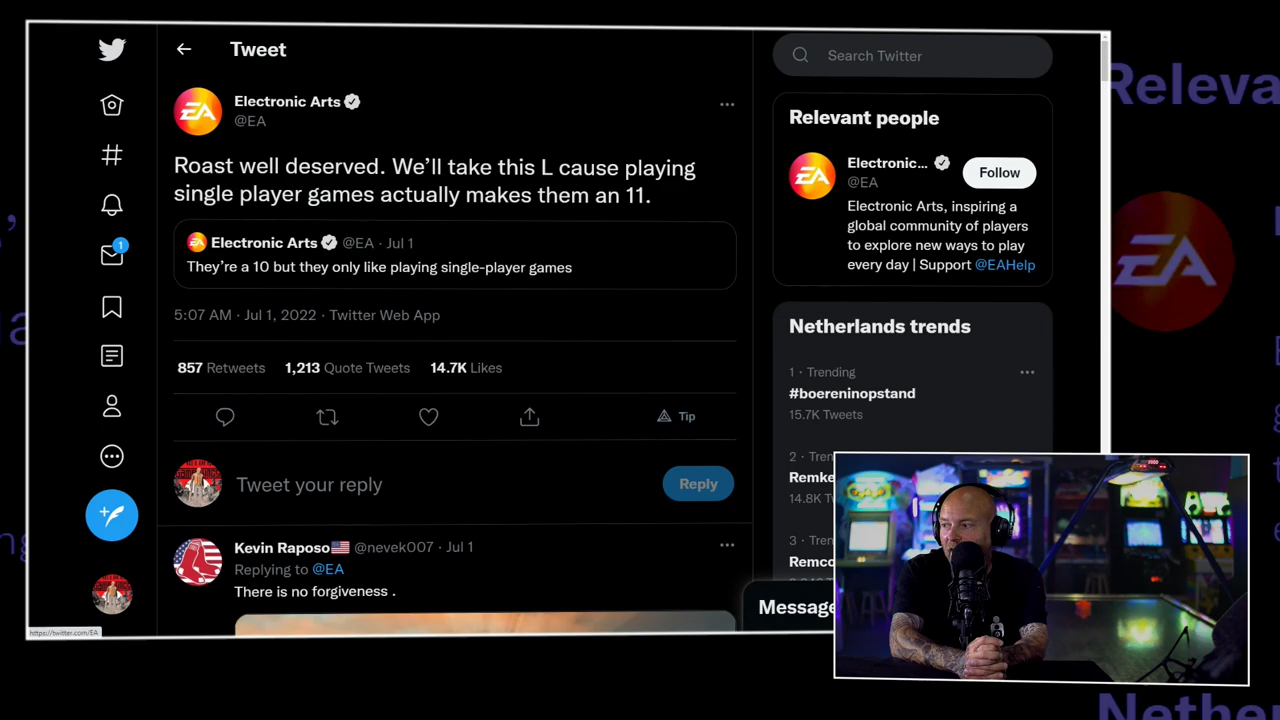 Tweet
Electronic Arts
@EA
Roast well deserved. We'll take this L cause playing
single player games actually makes them an 11.
Electronic Arts @EA · Jul 1
They're a 10 but they only like playing single-player games
5:07 AM · Jul 1, 2022 · Twitter Web App
857 Retweets 1,213 Quote Tweets 14.7K Likes
Tip
Tweet your reply
Reply
Kevin Raposo🇺🇸 @nevek007 · Jul 1
Replying to @EA
There is no forgiveness .
1
https://twitter.com/EA
Search Twitter
Relevant people
Electronic...
@EA
Follow
Electronic Arts, inspiring a
global community of players
to explore new ways to play
every day | Support @EAHelp
Netherlands trends
1 · Trending
#boereninopstand
15.7K Tweets
2 · Tren
Remke
14.8K T
3 · Tren
Remco
Message
Releva
EA
Nether